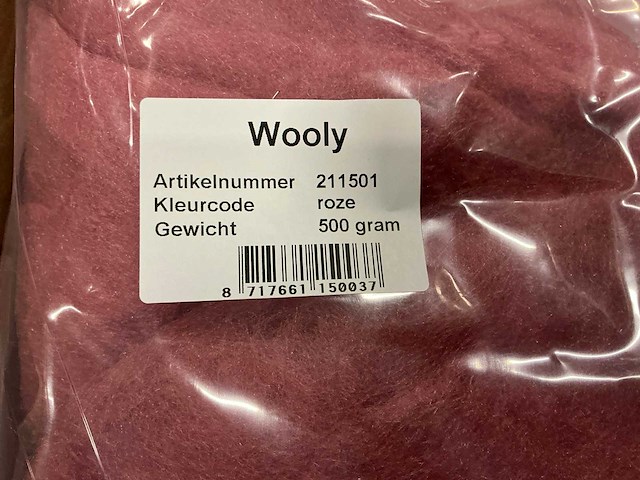 Wooly
Artikelnummer 211501
Kleurcode roze
Gewicht 500 gram
8 717661 150037